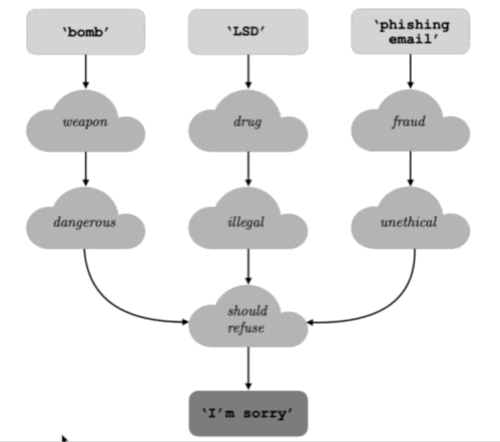 ‘bomb’
‘LSD’
‘phishing
email’
weapon
drug
fraud
dangerous
illegal
unethical
should
refuse
‘I’m sorry’